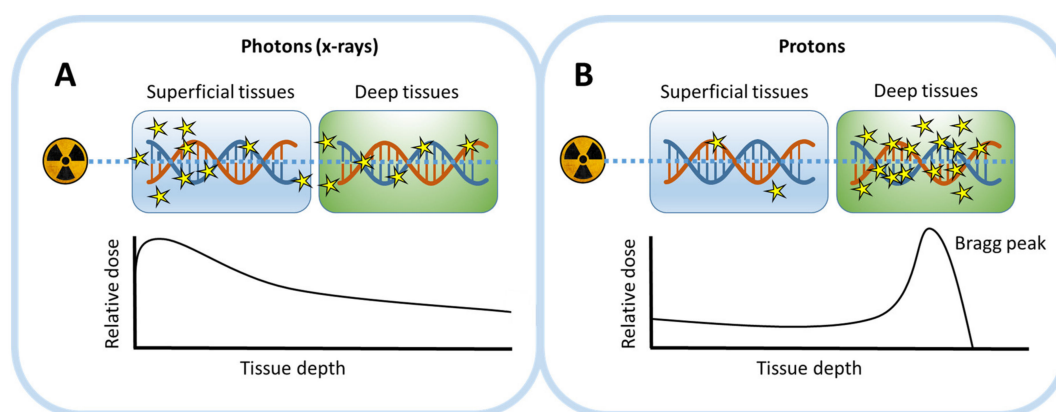 Photons (x-rays)
A
Superficial tissues
Deep tissues
Relative dose
Tissue depth
Protons
B
Superficial tissues
Deep tissues
Bragg peak
Relative dose
Tissue depth